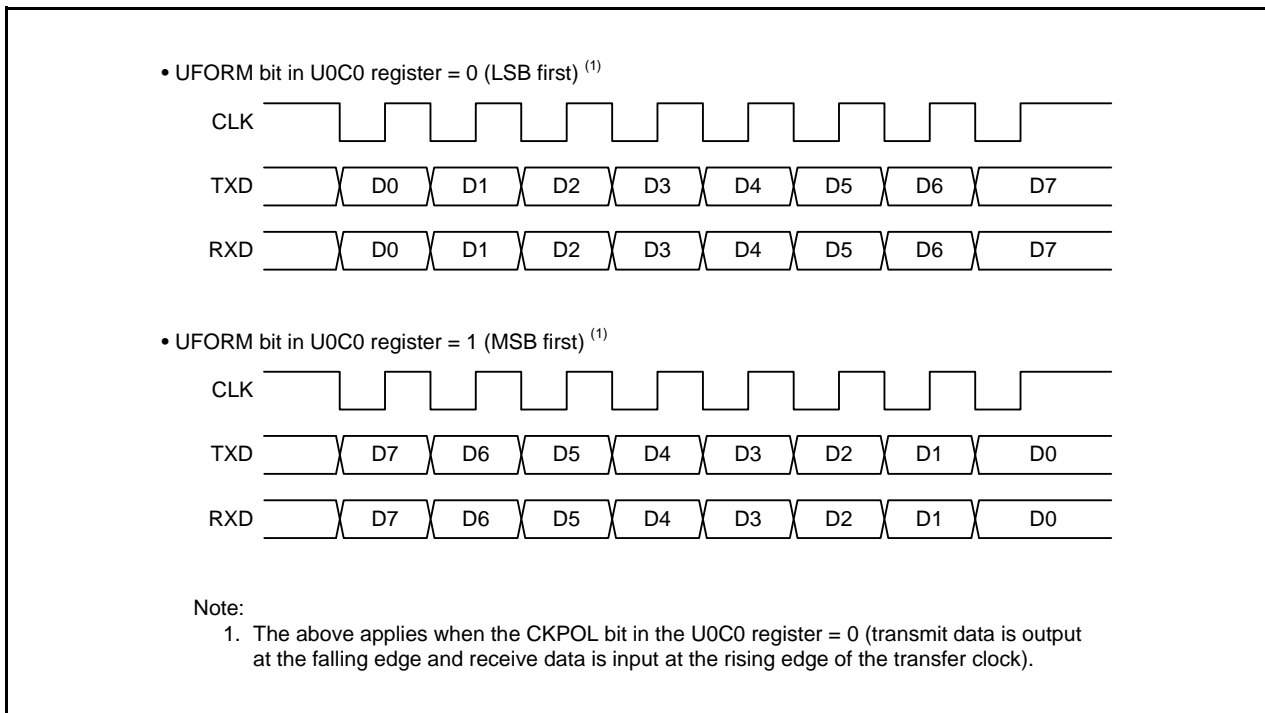 • UFORM bit in U0C0 register = 0 (LSB first) (1)
CLK
TXD D0 D1 D2 D3 D4 D5 D6 D7
RXD D0 D1 D2 D3 D4 D5 D6 D7
• UFORM bit in U0C0 register = 1 (MSB first) (1)
CLK
TXD D7 D6 D5 D4 D3 D2 D1 D0
RXD D7 D6 D5 D4 D3 D2 D1 D0
Note:
1. The above applies when the CKPOL bit in the U0C0 register = 0 (transmit data is output
at the falling edge and receive data is input at the rising edge of the transfer clock).